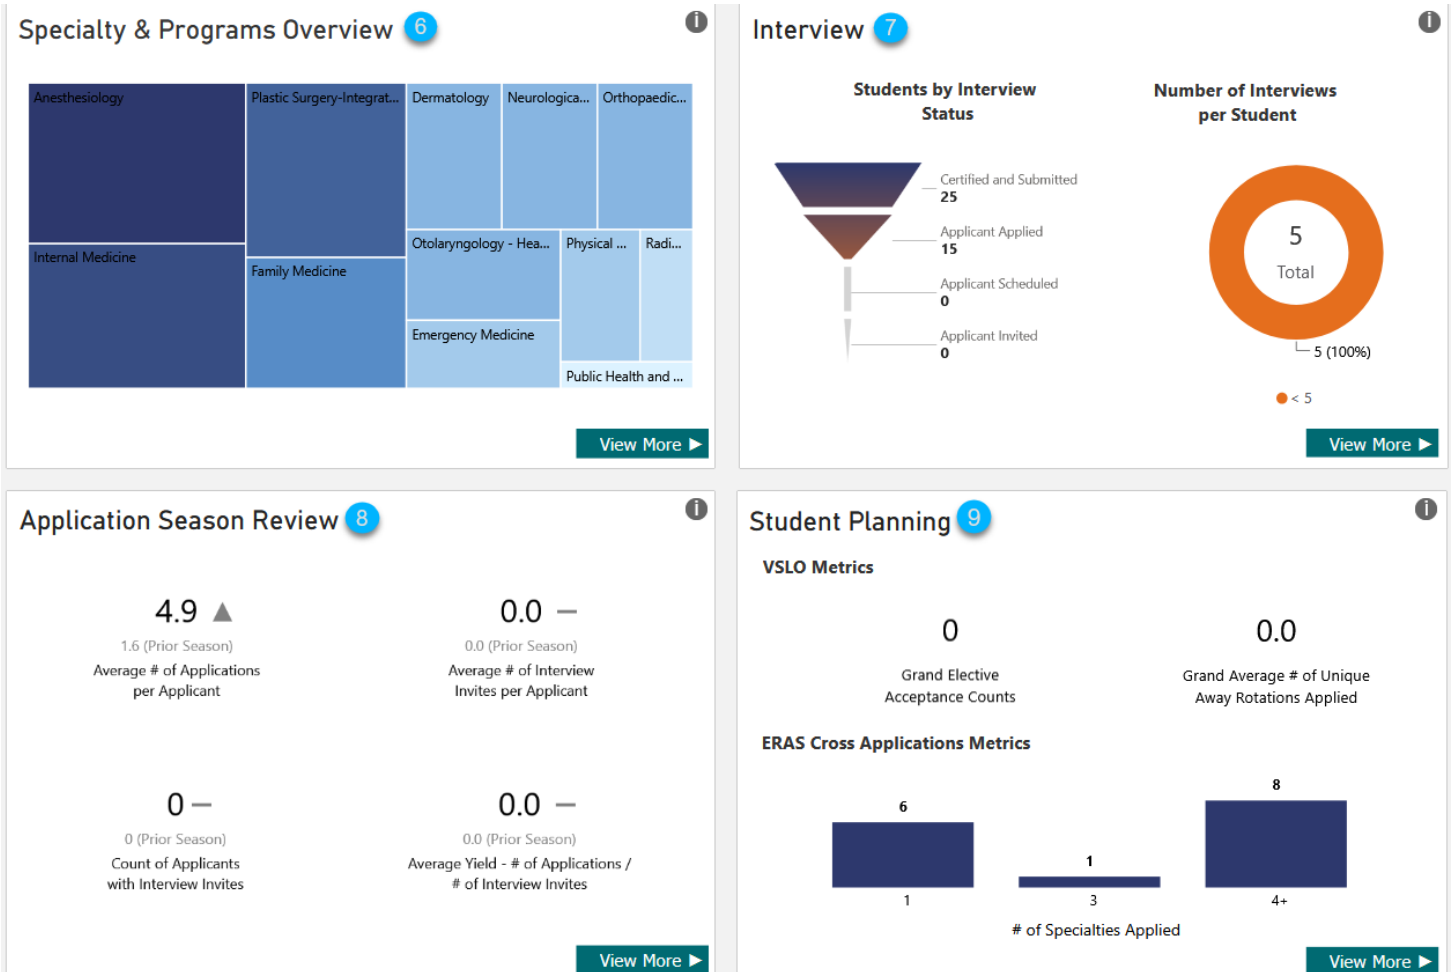 Specialty & Programs Overview 6
i
Anesthesiology
Plastic Surgery-Integrat...
Dermatology
Neurologica...
Orthopaedic...
Internal Medicine
Family Medicine
Otolaryngology - Hea...
Physical ...
Radi...
Emergency Medicine
Public Health and ...
View More ▶
Interview 7
i
Students by Interview
Status
Certified and Submitted
25
Applicant Applied
15
Applicant Scheduled
0
Applicant Invited
0
Number of Interviews
per Student
5
Total
5 (100%)
< 5
View More ▶
Application Season Review 8
i
4.9 ▲
1.6 (Prior Season)
Average # of Applications
per Applicant
0.0 —
0.0 (Prior Season)
Average # of Interview
Invites per Applicant
0 —
0 (Prior Season)
Count of Applicants
with Interview Invites
0.0 —
0.0 (Prior Season)
Average Yield - # of Applications /
# of Interview Invites
View More ▶
Student Planning 9
i
VSLO Metrics
0
Grand Elective
Acceptance Counts
0.0
Grand Average # of Unique
Away Rotations Applied
ERAS Cross Applications Metrics
6
1
8
1
3
4+
# of Specialties Applied
View More ▶